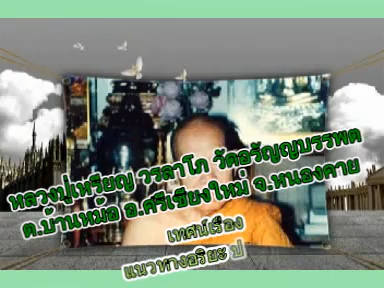 หลวงปู่เหรียญ วรลาโภ วัดอรัญญบรรพต
ต.บ้านหม้อ อ.ศรีเชียงใหม่ จ.หนองคาย
เทศน์เรื่อง
แนวทางอริยะ ป